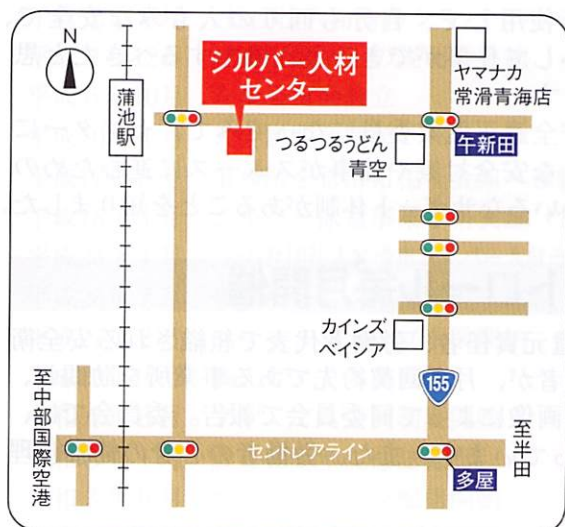 N
蒲池駅
シルバー人材
センター
ヤマナカ
常滑青海店
つるつるうどん
青空
午新田
カインズ
ベイシア
155
至中部国際空港
セントレアライン
至半田
多屋